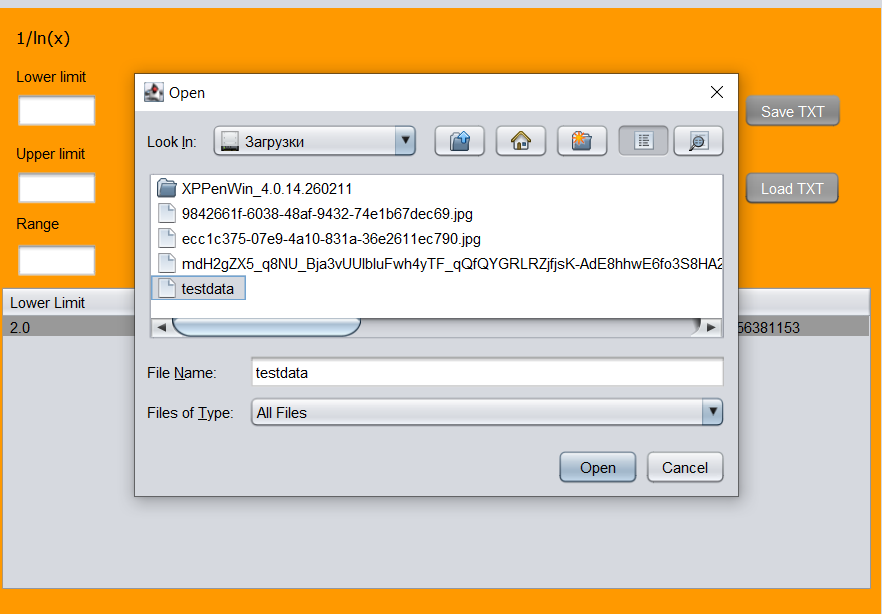 1/ln(x)
Lower limit
Upper limit
Range
Save TXT
Load TXT
Lower Limit
2.0
56381153
Open
Look In:
Загрузки
XPPenWin_4.0.14.260211
9842661f-6038-48af-9432-74e1b67dec69.jpg
ecc1c375-07e9-4a10-831a-36e2611ec790.jpg
mdH2gZX5_q8NU_Bja3vUUlbluFwh4yTF_qQfQYGRLRZjfjsK-AdE8hhwE6fo3S8HA2
testdata
File Name:
testdata
Files of Type:
All Files
Open
Cancel